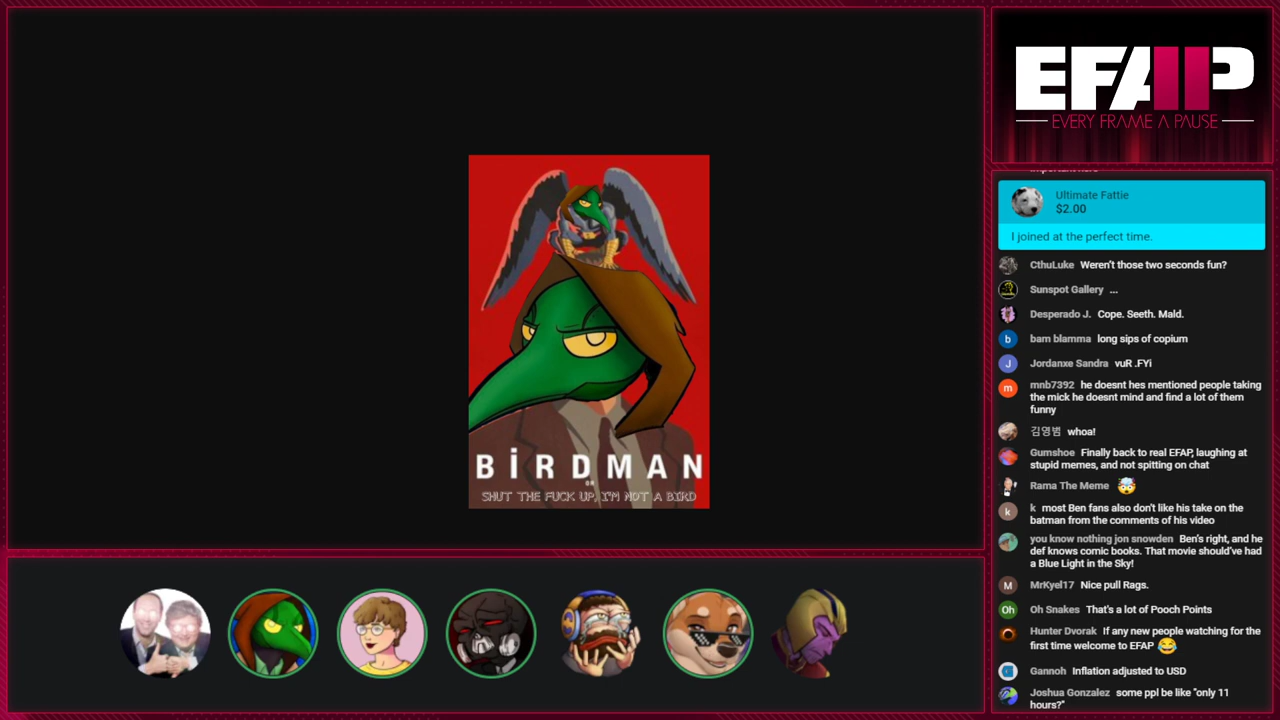 BiRDMAN
OR
SHUT THE FUCK UP, I'M NOT A BIRD
EFAP
EVERY FRAME A PAUSE
Ultimate Fattie
$2.00
I joined at the perfect time.
CthuLuke Weren't those two seconds fun?
Sunspot Gallery ...
Desperado J. Cope. Seeth. Mald.
b bam blamma long sips of copium
J Jordanxe Sandra vuR .FYi
m mnb7392 he doesnt hes mentioned people taking
the mick he doesnt mind and find a lot of them
funny
김영범 whoa!
Gumshoe Finally back to real EFAP, laughing at
stupid memes, and not spitting on chat
Rama The Meme 🤯
k k most Ben fans also don't like his take on the
batman from the comments of his video
you know nothing jon snowden Ben's right, and he
def knows comic books. That movie should've had
a Blue Light in the Sky!
M MrKyel17 Nice pull Rags.
Oh Oh Snakes That's a lot of Pooch Points
Hunter Dvorak If any new people watching for the
first time welcome to EFAP 😂
Gannoh Inflation adjusted to USD
Joshua Gonzalez some ppl be like "only 11
hours?"